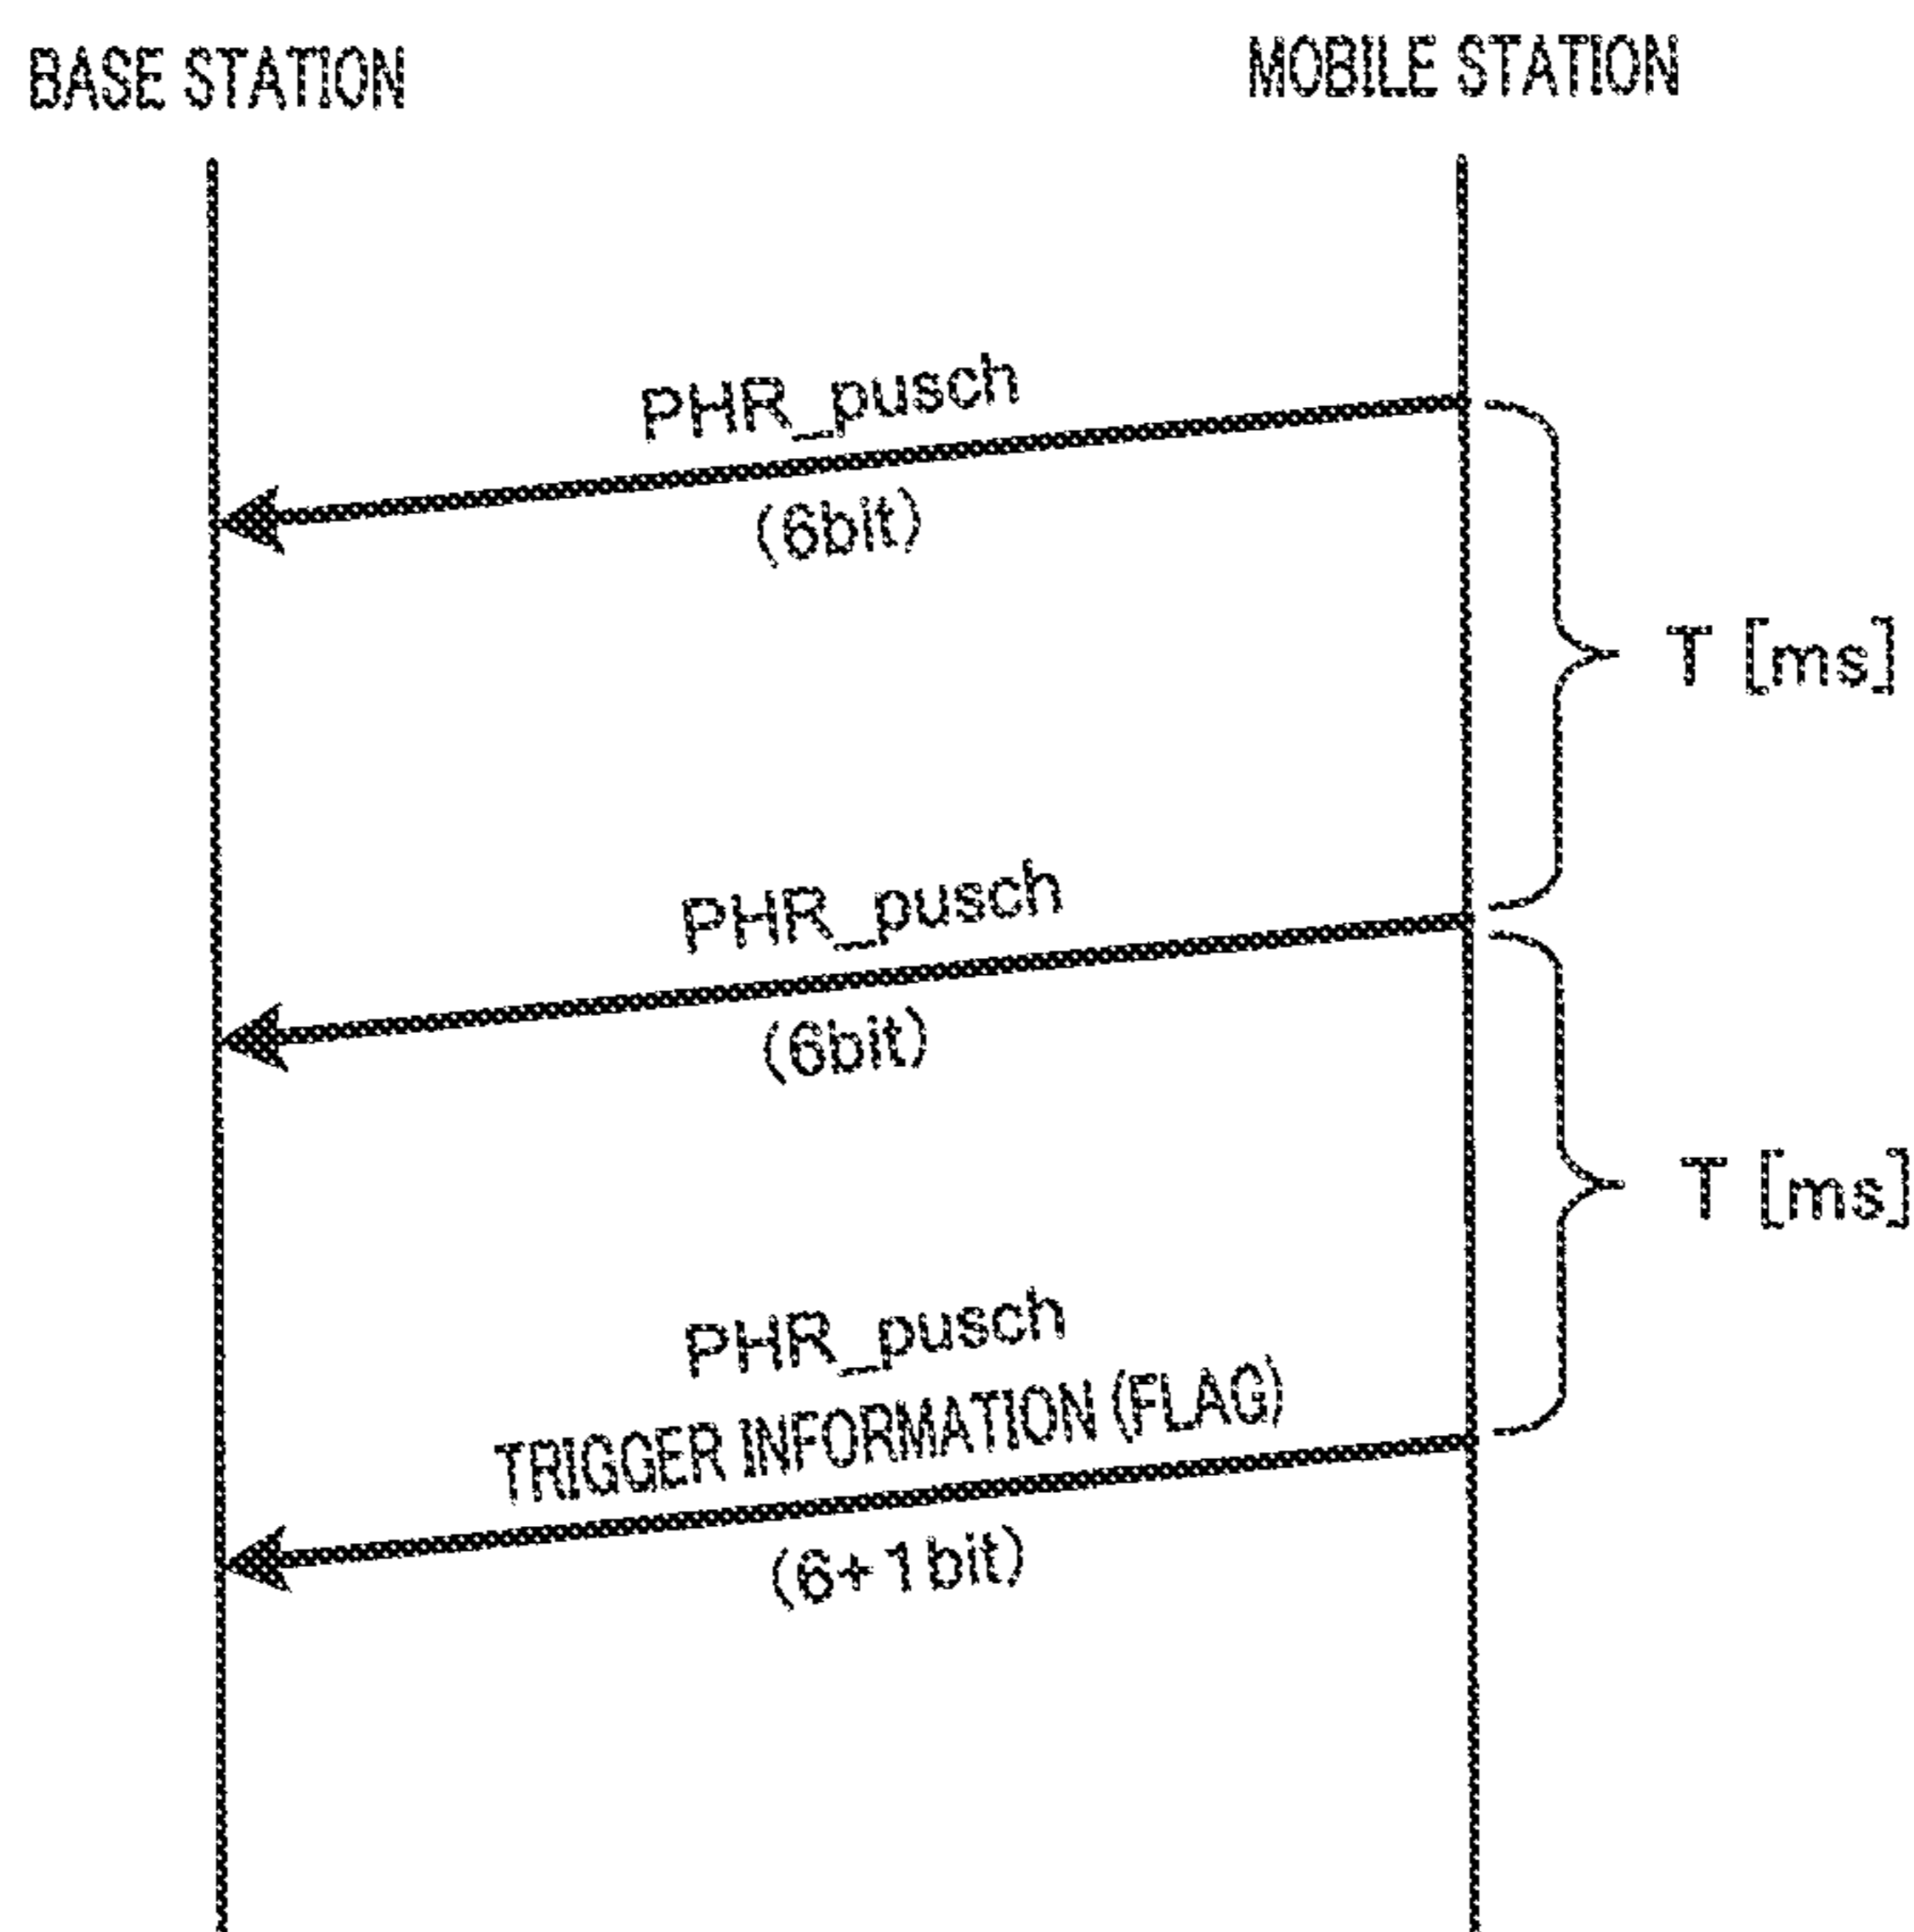 BASE STATION
MOBILE STATION
PHR_pusch
(6bit)
T [ms]
PHR_pusch
(6bit)
T [ms]
PHR_pusch
TRIGGER INFORMATION (FLAG)
(6+1bit)